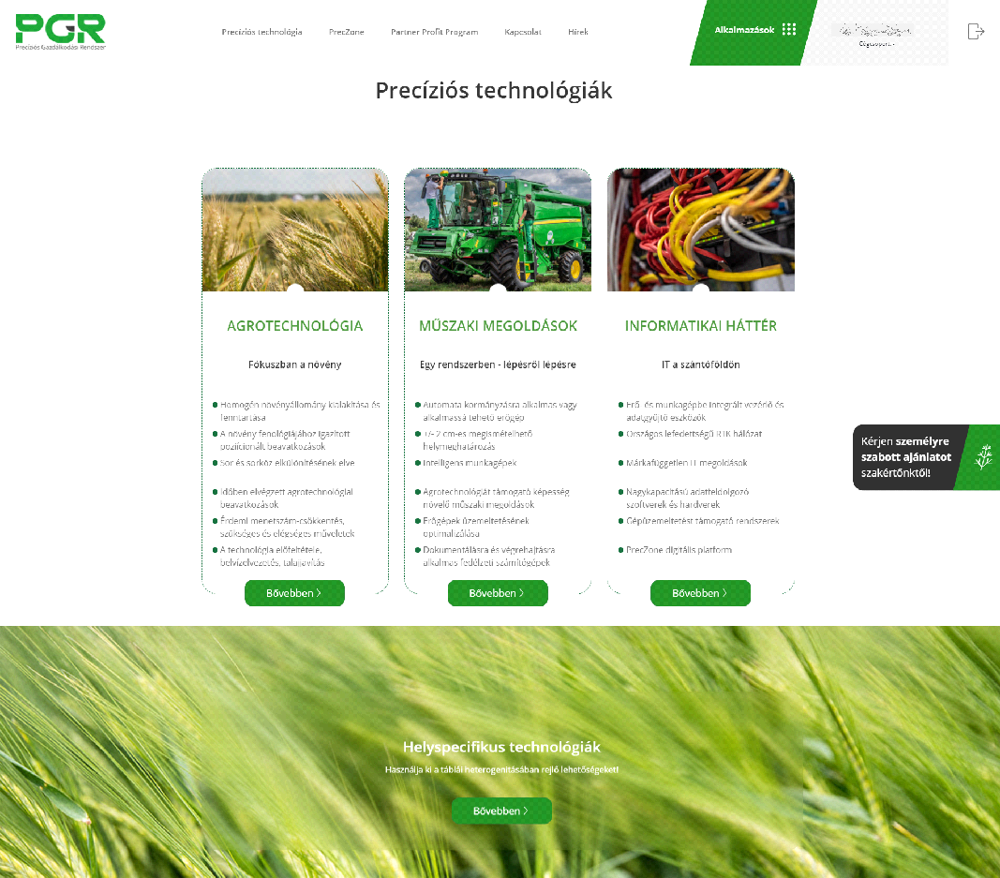 PGR
Precíziós Gazdálkodási Rendszer
Precíziós technológia
PrecZone
Partner Profit Program
Kapcsolat
Hírek
Alkalmazások
Cégcsoport: -
Precíziós technológiák
AGROTECHNOLÓGIA
Fókuszban a növény
Homogén növényállomány kialakítása és
fenntartása
A növény fenológiájához igazított
pozíicionált beavatkozások
Sor és sorköz elkülönítésének elve
Időben elvégzett agrotechnológiai
beavatkozások
Érdemi menetszám-csökkentés,
szükséges és elégséges műveletek
A technológia előfeltétele,
belvízelvezetés, talajjavítás
Bővebben
MŰSZAKI MEGOLDÁSOK
Egy rendszerben - lépésről lépésre
Automata kormányzásra alkalmas vagy
alkalmassá tehető erőgép
+/- 2 cm-es megismételhető
helymeghatározás
Intelligens munkagépek
Agrotechnológiát támogató képesség
növelő műszaki megoldások
Erőgépek üzemeltetésének
optimalizálása
Dokumentálásra és végrehajtásra
alkalmas fedélzeti számítógépek
Bővebben
INFORMATIKAI HÁTTÉR
IT a szántóföldön
Erő- és munkagépbe integrált vezérlő és
adatgyűjtő eszközök
Országos lefedettségű RTK hálózat
Márkafüggetlen IT megoldások
Nagykapacitású adatfeldolgozó
szoftverek és hardverek
Gépüzemeltetést támogató rendszerek
PrecZone digitális platform
Bővebben
Kérjen személyre
szabott ajánlatot
szakértőnktől!
Helyspecifikus technológiák
Használja ki a táblái heterogenitásában rejlő lehetőségeket!
Bővebben